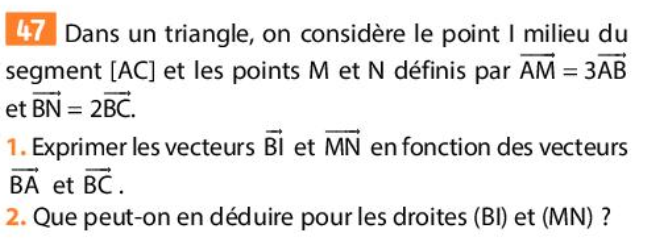 47 Dans un triangle, on considère le point I milieu du
segment [AC] et les points M et N définis par \overrightarrow{AM} = 3\overrightarrow{AB}
et \overrightarrow{BN} = 2\overrightarrow{BC}.
1. Exprimer les vecteurs \overrightarrow{BI} et \overrightarrow{MN} en fonction des vecteurs
\overrightarrow{BA} et \overrightarrow{BC} .
2. Que peut-on en déduire pour les droites (BI) et (MN) ?